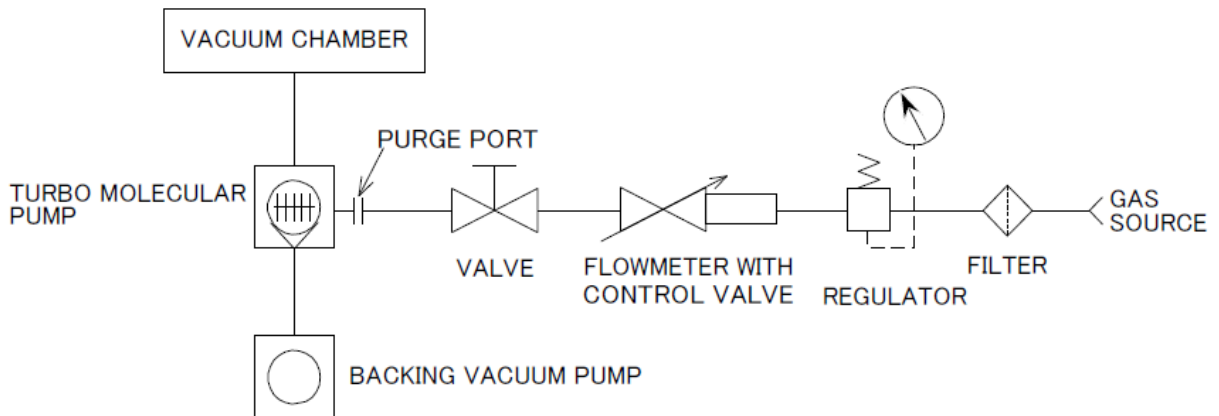 VACUUM CHAMBER
PURGE PORT
TURBO MOLECULAR
PUMP
GAS
SOURCE
VALVE
FLOWMETER WITH
CONTROL VALVE
REGULATOR
FILTER
BACKING VACUUM PUMP